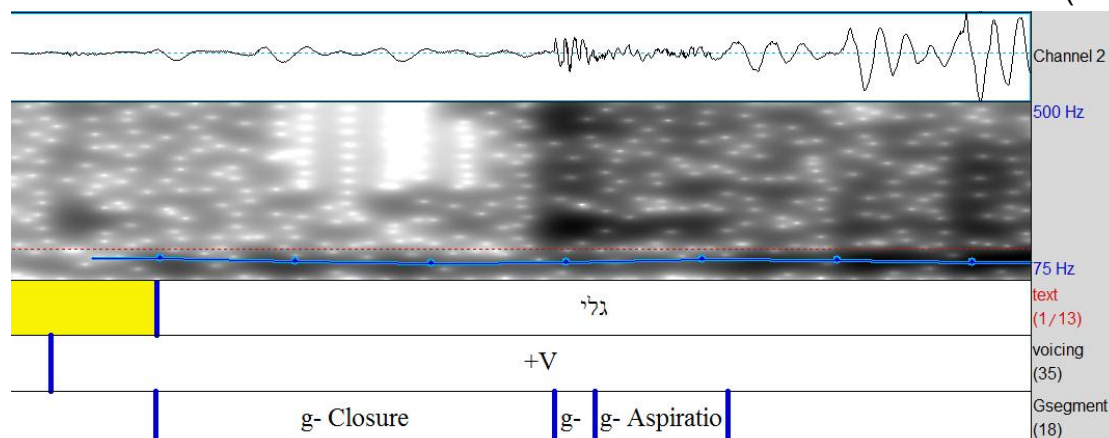 (
Channel 2
500 Hz
75 Hz
גלי
text
(1/13)
+V
voicing
(35)
g- Closure g- g- Aspiratio
Gsegment
(18)